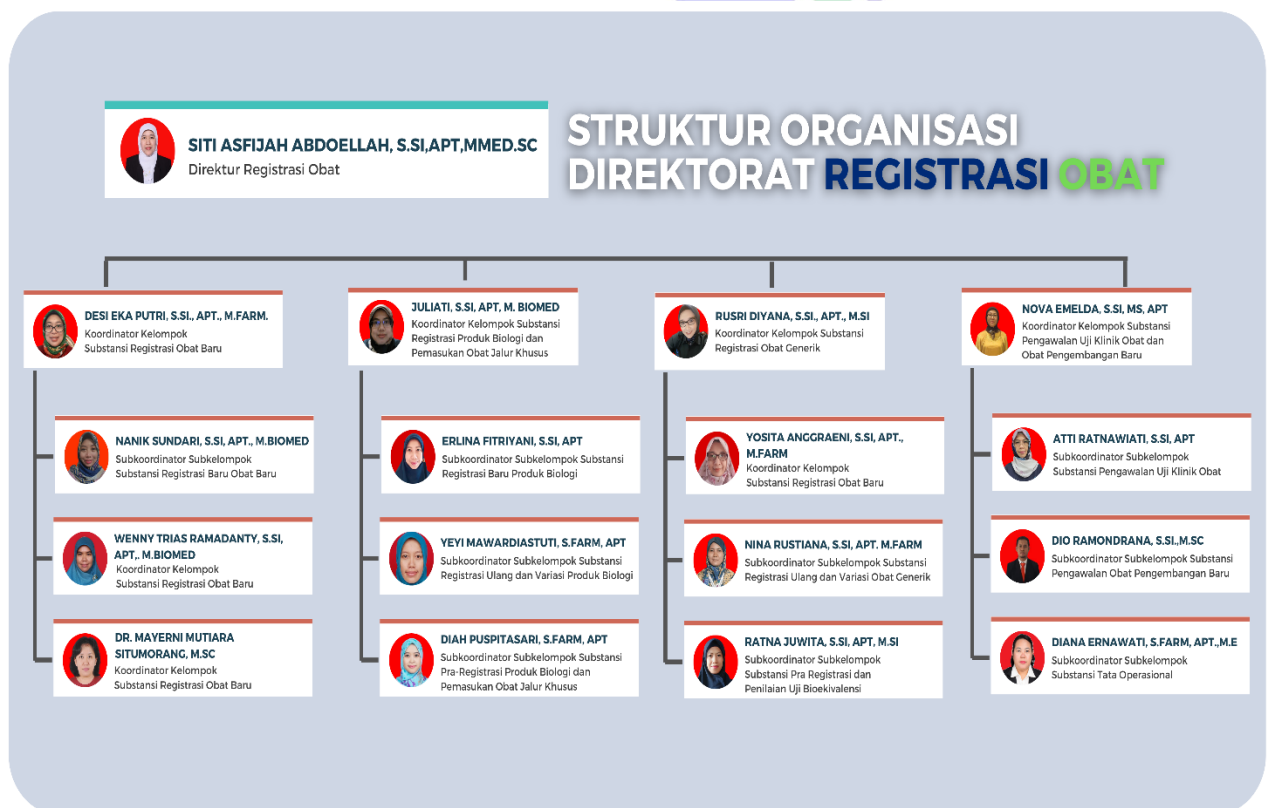 SITI ASFIJAH ABDOELLAH, S.SI,APT,MMED.SC
Direktur Registrasi Obat
STRUKTUR ORGANISASI
DIREKTORAT REGISTRASI OBAT
DESI EKA PUTRI, S.SI., APT., M.FARM.
Koordinator Kelompok
Substansi Registrasi Obat Baru
JULIATI, S.SI, APT, M. BIOMED
Koordinator Kelompok Substansi
Registrasi Produk Biologi dan
Pemasukan Obat Jalur Khusus
RUSRI DIYANA, S.SI., APT., M.SI
Koordinator Kelompok Substansi
Registrasi Obat Generik
NOVA EMELDA, S.SI, MS, APT
Koordinator Kelompok Substansi
Pengawalan Uji Klinik Obat dan
Obat Pengembangan Baru
NANIK SUNDARI, S.SI, APT., M.BIOMED
Subkoordinator Subkelompok
Substansi Registrasi Baru Obat Baru
WENNY TRIAS RAMADANTY, S.SI,
APT,. M.BIOMED
Koordinator Kelompok
Substansi Registrasi Obat Baru
DR. MAYERNI MUTIARA
SITUMORANG, M.SC
Koordinator Kelompok
Substansi Registrasi Obat Baru
ERLINA FITRIYANI, S.SI, APT
Subkoordinator Subkelompok Substansi
Registrasi Baru Produk Biologi
YEYI MAWARDIASTUTI, S.FARM, APT
Subkoordinator Subkelompok Substansi
Registrasi Ulang dan Variasi Produk Biologi
DIAH PUSPITASARI, S.FARM, APT
Subkoordinator Subkelompok Substansi
Pra-Registrasi Produk Biologi dan
Pemasukan Obat Jalur Khusus
YOSITA ANGGRAENI, S.SI, APT.,
M.FARM
Koordinator Kelompok
Substansi Registrasi Obat Baru
NINA RUSTIANA, S.SI, APT. M.FARM
Subkoordinator Subkelompok Substansi
Registrasi Ulang dan Variasi Obat Generik
RATNA JUWITA, S.SI, APT, M.SI
Subkoordinator Subkelompok
Substansi Pra Registrasi dan
Penilaian Uji Bioekivalensi
ATTI RATNAWIATI, S.SI, APT
Subkoordinator Subkelompok
Substansi Pengawalan Uji Klinik Obat
DIO RAMONDRANA, S.SI.,M.SC
Subkoordinator Subkelompok Substansi
Pengawalan Obat Pengembangan Baru
DIANA ERNAWATI, S.FARM, APT.,M.E
Subkoordinator Subkelompok
Substansi Tata Operasional